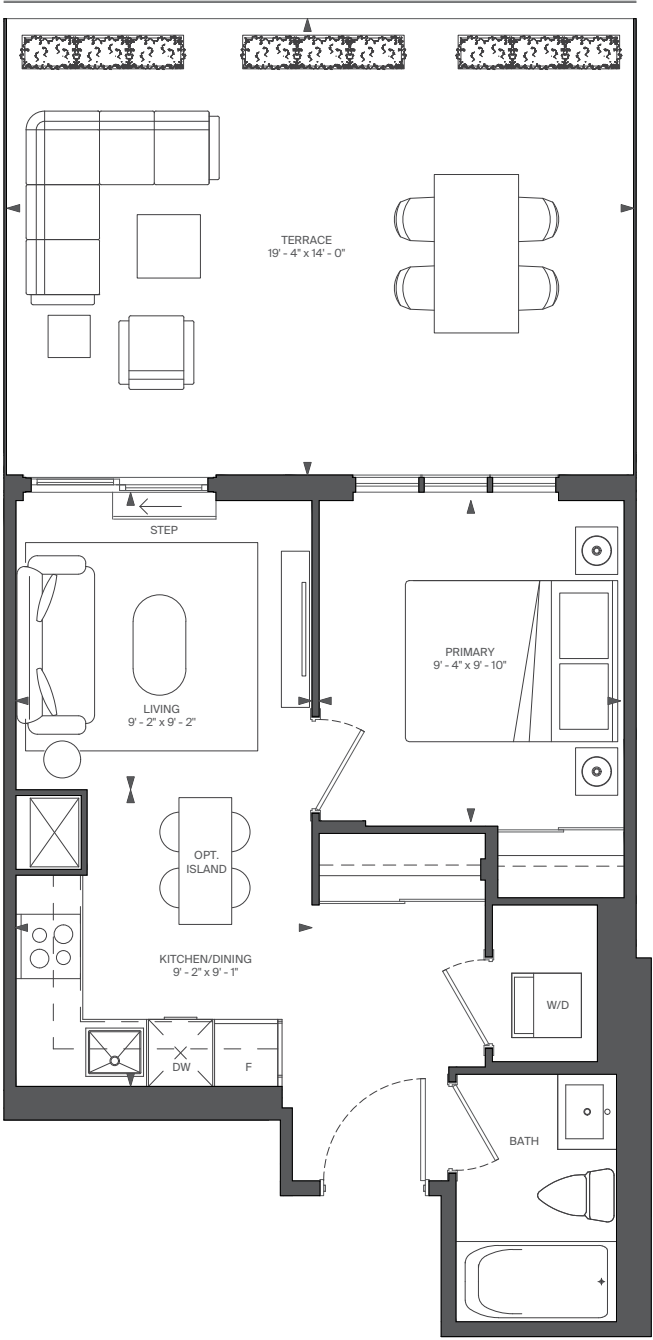 TERRACE
19' - 4" x 14' - 0"
STEP
PRIMARY
9' - 4" x 9' - 10"
LIVING
9' - 2" x 9' - 2"
OPT.
ISLAND
KITCHEN/DINING
9' - 2" x 9' - 1"
W/D
DW
F
BATH